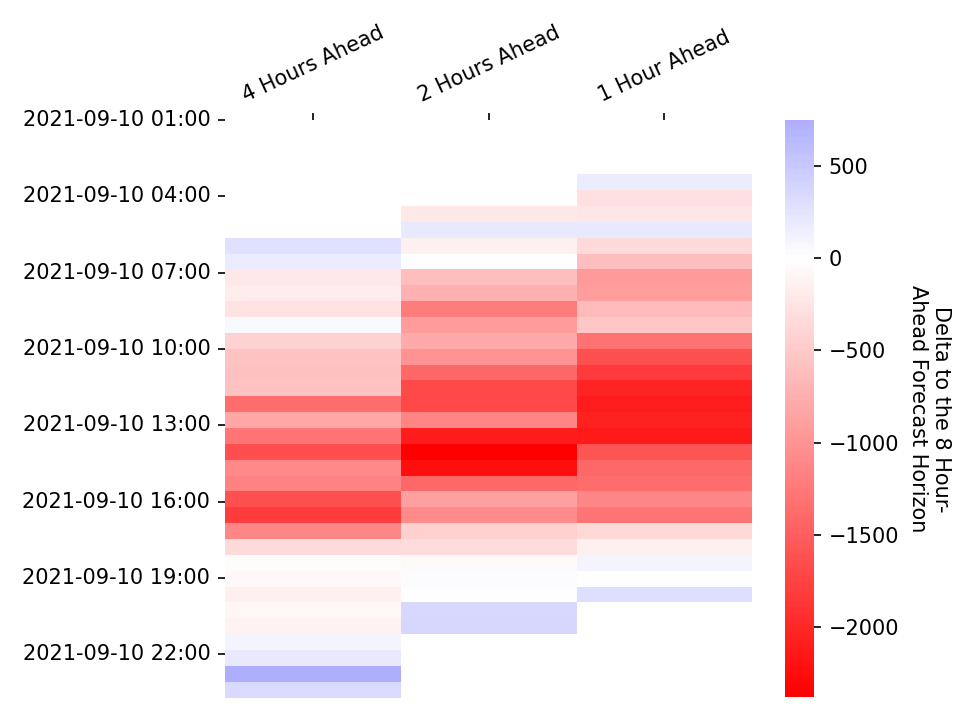 4 Hours Ahead
2 Hours Ahead
1 Hour Ahead
2021-09-10 01:00
2021-09-10 04:00
2021-09-10 07:00
2021-09-10 10:00
2021-09-10 13:00
2021-09-10 16:00
2021-09-10 19:00
2021-09-10 22:00
500
0
−500
−1000
−1500
−2000
Delta to the 8 Hour-
Ahead Forecast Horizon